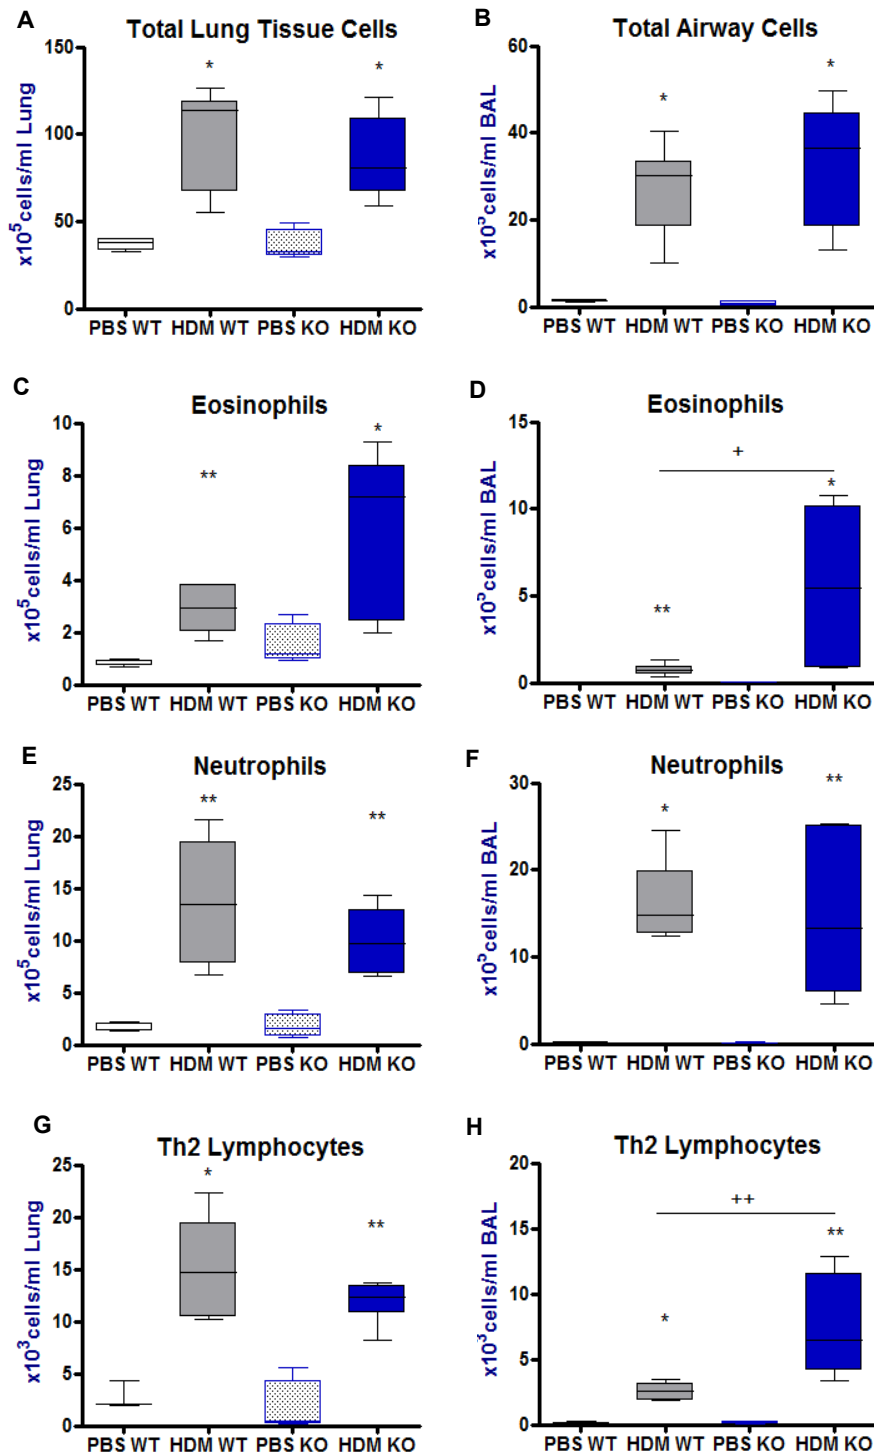 A
Total Lung Tissue Cells
x10⁵cells/ml Lung
150
100
50
0
*
*
PBS WT HDM WT PBS KO HDM KO
B
Total Airway Cells
x10⁵cells/ml BAL
60
40
20
0
*
*
PBS WT HDM WT PBS KO HDM KO
C
Eosinophils
x10⁵cells/ml Lung
10
8
6
4
2
0
**
*
PBS WT HDM WT PBS KO HDM KO
D
Eosinophils
x10⁵cells/ml BAL
15
10
5
0
+
**
*
PBS WT HDM WT PBS KO HDM KO
E
Neutrophils
x10⁵cells/ml Lung
25
20
15
10
5
0
**
**
PBS WT HDM WT PBS KO HDM KO
F
Neutrophils
x10⁵cells/ml BAL
30
20
10
0
*
**
PBS WT HDM WT PBS KO HDM KO
G
Th2 Lymphocytes
x10³cells/ml Lung
25
20
15
10
5
0
*
**
PBS WT HDM WT PBS KO HDM KO
H
Th2 Lymphocytes
x10³cells/ml BAL
20
15
10
5
0
++
*
**
PBS WT HDM WT PBS KO HDM KO